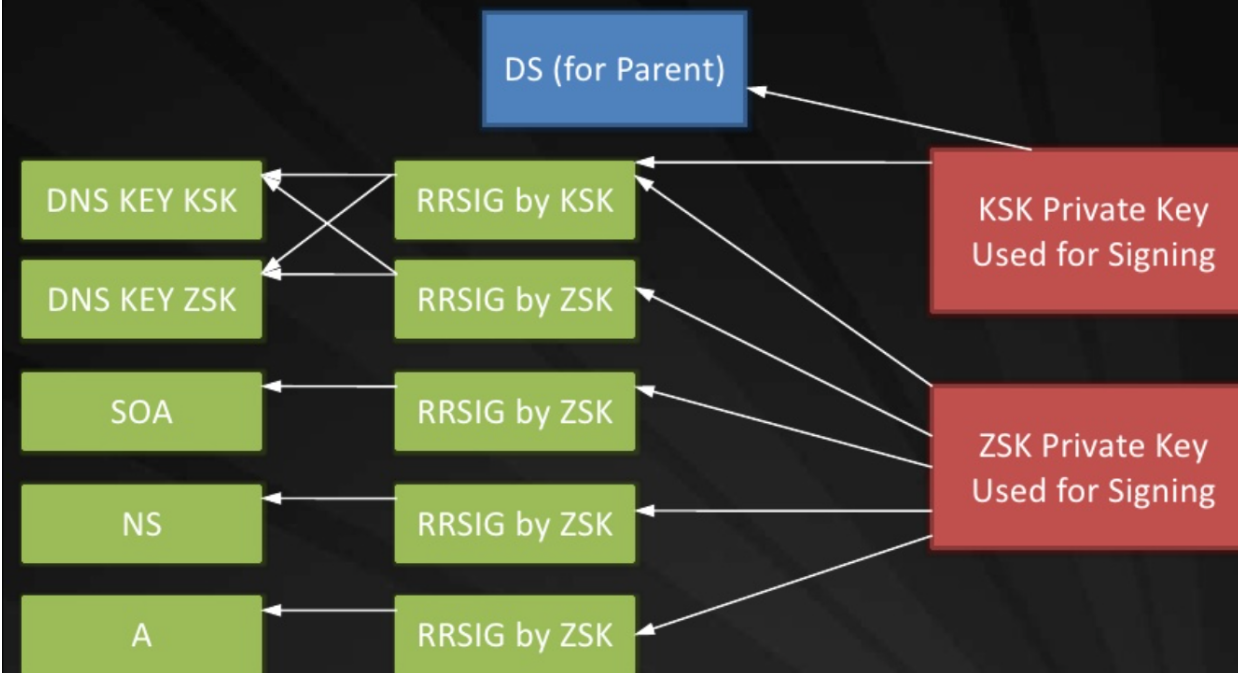 DS (for Parent)
DNS KEY KSK
RRSIG by KSK
KSK Private Key
Used for Signing
DNS KEY ZSK
RRSIG by ZSK
SOA
RRSIG by ZSK
ZSK Private Key
Used for Signing
NS
RRSIG by ZSK
A
RRSIG by ZSK